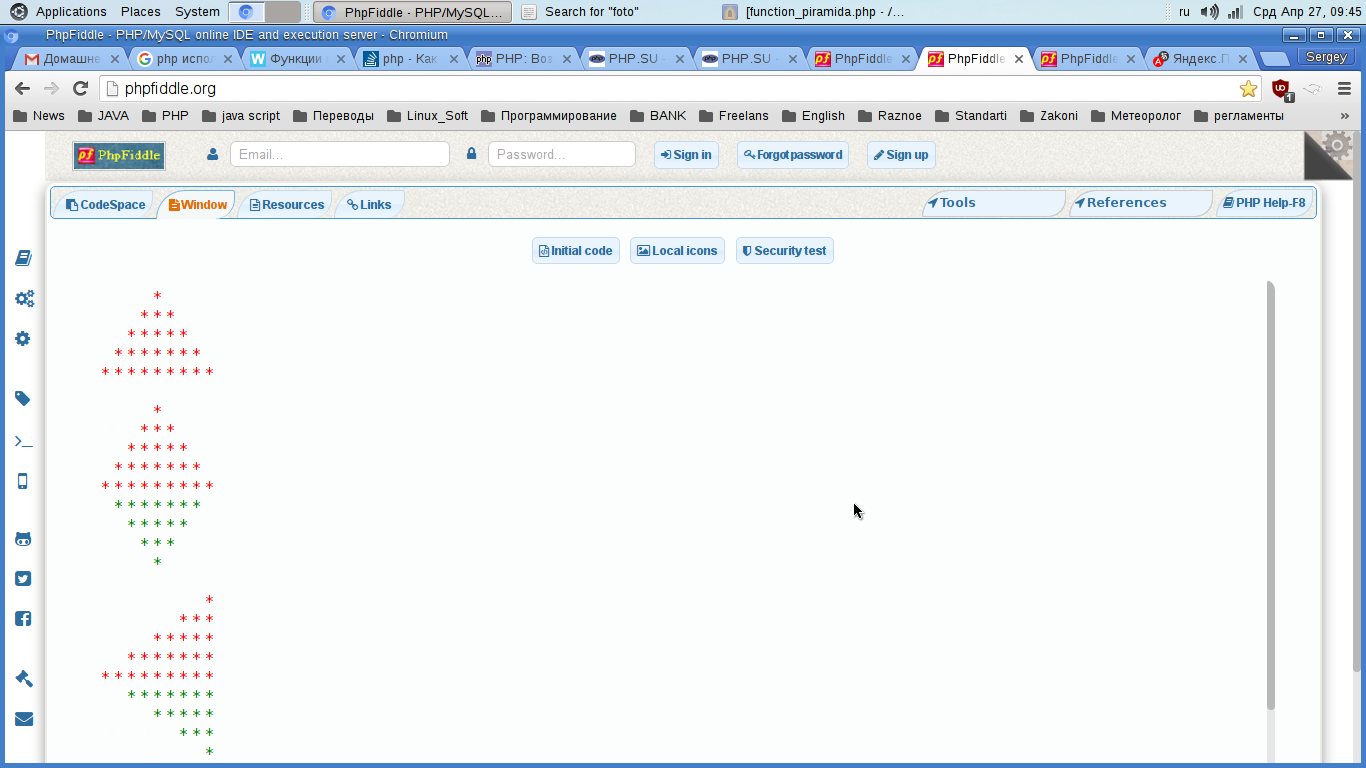 Applications Places System PhpFiddle - PHP/MySQL... Search for "foto" [function_piramida.php - /... ru Срд Апр 27, 09:45
PhpFiddle - PHP/MySQL online IDE and execution server - Chromium
Домашне php испол Функции php - Как PHP: Воз PHP.SU - PHP.SU - PhpFiddle PhpFiddle PhpFiddle Яндекс.П Sergey
phpfiddle.org
News JAVA PHP java script Переводы Linux_Soft Программирование BANK Freelans English Raznoe Standarti Zakoni Метеоролог регламенты »
pf PhpFiddle Email... Password... Sign in Forgot password Sign up
CodeSpace Window Resources Links Tools References PHP Help-F8
Initial code Local icons Security test
*
* * *
* * * * *
* * * * * * *
* * * * * * * * *
*
* * *
* * * * *
* * * * * * *
* * * * * * * * *
* * * * * * *
* * * * *
* * *
*
*
* * *
* * * * *
* * * * * * *
* * * * * * * * *
* * * * * * *
* * * * *
* * *
*